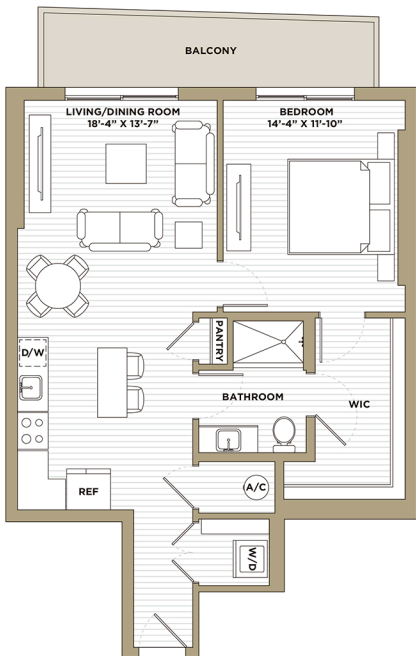 BALCONY
LIVING/DINING ROOM
18'-4" X 13'-7"
BEDROOM
14'-4" X 11'-10"
PANTRY
D/W
BATHROOM
WIC
REF
A/C
W/D